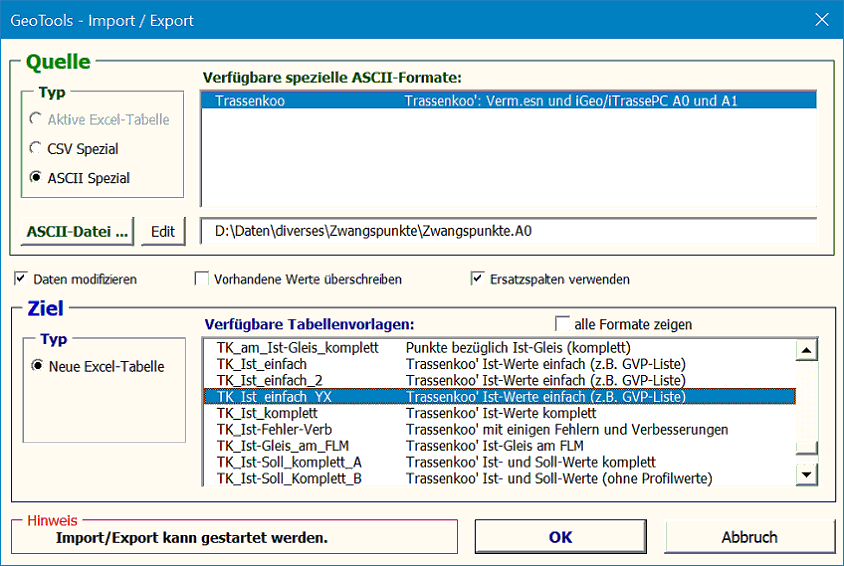 GeoTools - Import / Export
Quelle
Typ
Aktive Excel-Tabelle
CSV Spezial
ASCII Spezial
Verfügbare spezielle ASCII-Formate:
Trassenkoo Trassenkoo': Verm.esn und iGeo/iTrassePC A0 und A1
ASCII-Datei ... Edit D:\Daten\diverses\Zwangspunkte\Zwangspunkte.A0
Daten modifizieren Vorhandene Werte überschreiben Ersatzspalten verwenden
Ziel
Typ
Neue Excel-Tabelle
Verfügbare Tabellenvorlagen: alle Formate zeigen
TK_am_Ist-Gleis_komplett Punkte bezüglich Ist-Gleis (komplett)
TK_Ist_einfach Trassenkoo' Ist-Werte einfach (z.B. GVP-Liste)
TK_Ist_einfach_2 Trassenkoo' Ist-Werte einfach (z.B. GVP-Liste)
TK_Ist_einfach_YX Trassenkoo' Ist-Werte einfach (z.B. GVP-Liste)
TK_Ist_komplett Trassenkoo' Ist-Werte komplett
TK_Ist-Fehler-Verb Trassenkoo' mit einigen Fehlern und Verbesserungen
TK_Ist-Gleis_am_FLM Trassenkoo' Ist-Gleis am FLM
TK_Ist-Soll_komplett_A Trassenkoo' Ist- und Soll-Werte komplett
TK_Ist-Soll_Komplett_B Trassenkoo' Ist- und Soll-Werte (ohne Profilwerte)
Hinweis
Import/Export kann gestartet werden.
OK Abbruch